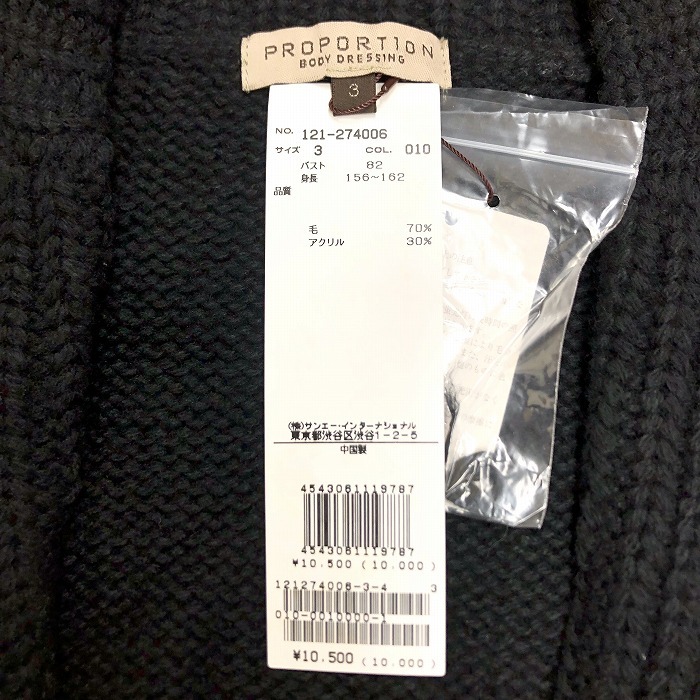 PROPORTION
BODY DRESSING
3
NO. 121-274006
サイズ 3 COL. 010
バスト 82
身長 156~162
品質
毛 70%
アクリル 30%
(株)サンエー・インターナショナル
東京都渋谷区渋谷1-2-5
中国製
4543061119787
4543061119787
¥10,500 (10,000)
121274006-3-4 3
010-0010000-1
¥10,500 (10,000)